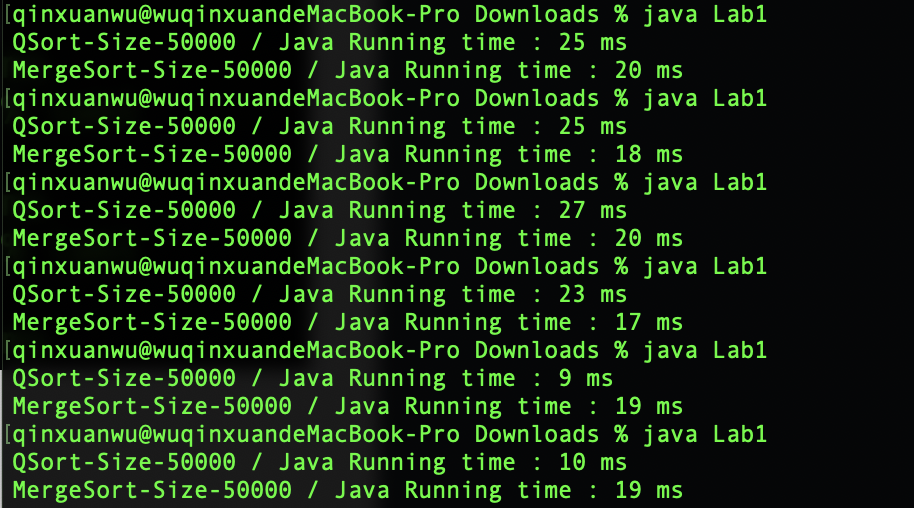 [qinxuanwu@wuqinxuandeMacBook-Pro Downloads % java Lab1
QSort-Size-50000 / Java Running time : 25 ms
MergeSort-Size-50000 / Java Running time : 20 ms
[qinxuanwu@wuqinxuandeMacBook-Pro Downloads % java Lab1
QSort-Size-50000 / Java Running time : 25 ms
MergeSort-Size-50000 / Java Running time : 18 ms
[qinxuanwu@wuqinxuandeMacBook-Pro Downloads % java Lab1
QSort-Size-50000 / Java Running time : 27 ms
MergeSort-Size-50000 / Java Running time : 20 ms
[qinxuanwu@wuqinxuandeMacBook-Pro Downloads % java Lab1
QSort-Size-50000 / Java Running time : 23 ms
MergeSort-Size-50000 / Java Running time : 17 ms
[qinxuanwu@wuqinxuandeMacBook-Pro Downloads % java Lab1
QSort-Size-50000 / Java Running time : 9 ms
MergeSort-Size-50000 / Java Running time : 19 ms
[qinxuanwu@wuqinxuandeMacBook-Pro Downloads % java Lab1
QSort-Size-50000 / Java Running time : 10 ms
MergeSort-Size-50000 / Java Running time : 19 ms